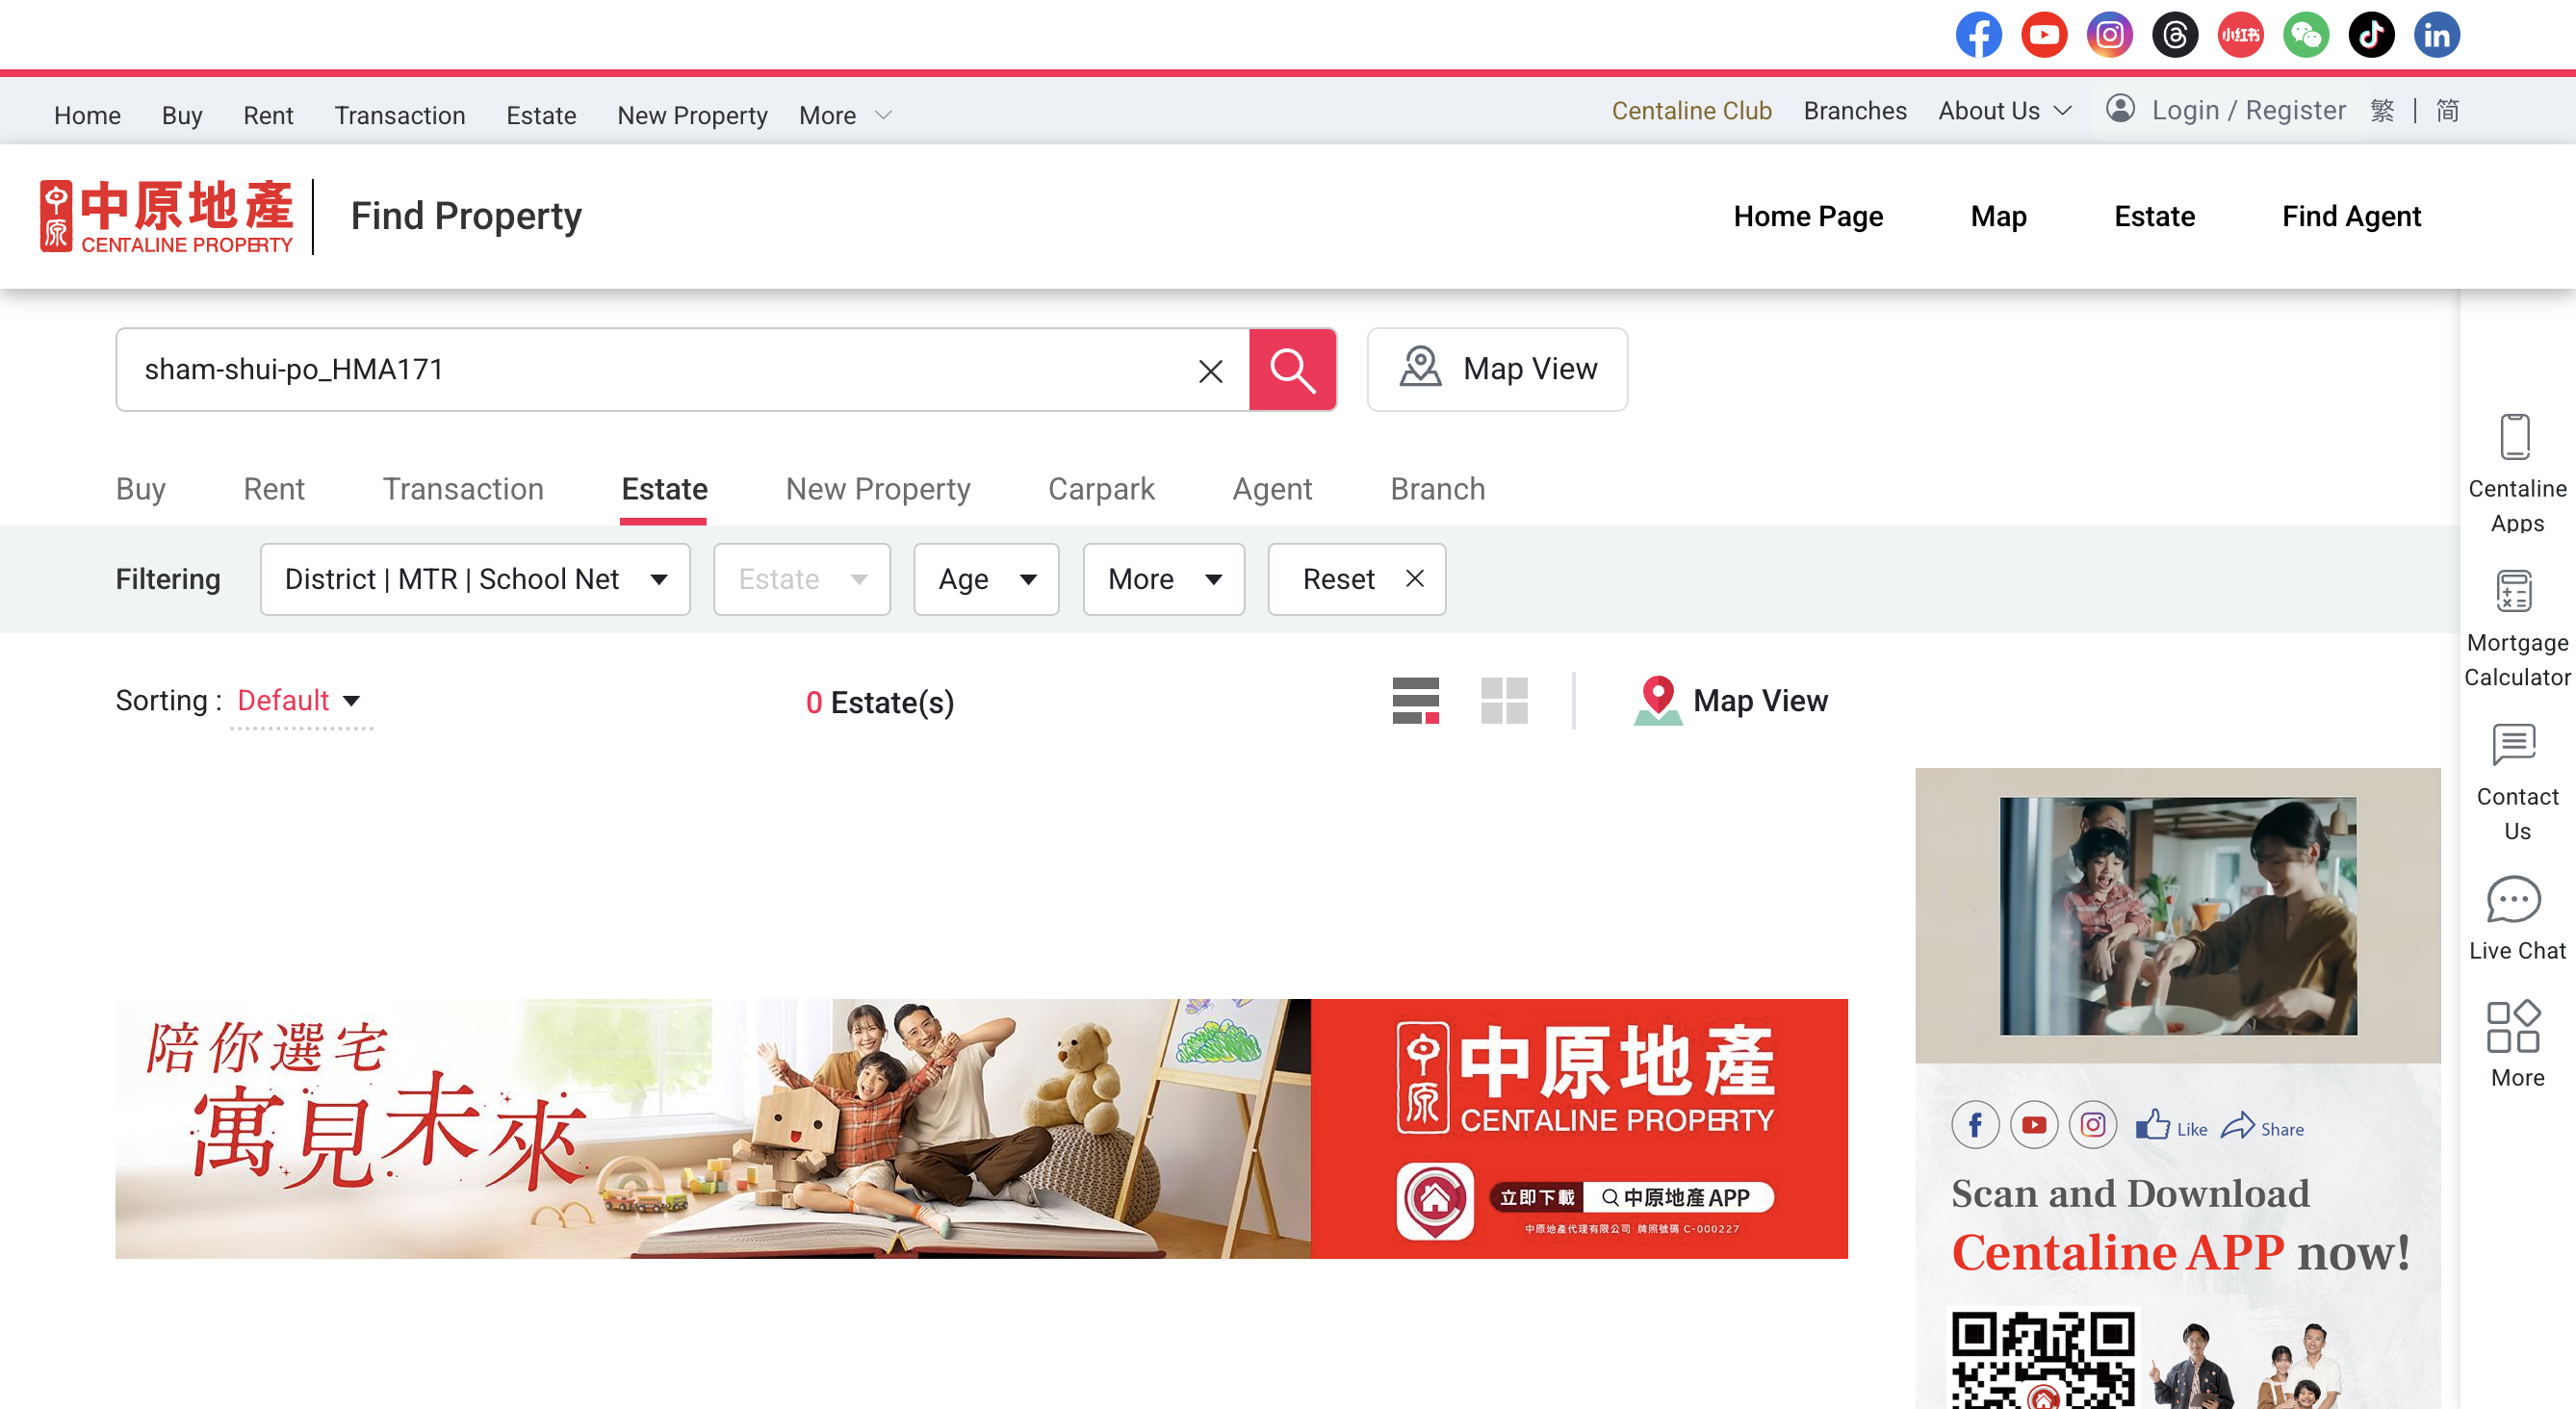 小红书
Home Buy Rent Transaction Estate New Property More
Centaline Club Branches About Us Login / Register 繁 | 简
中原 中原地產
CENTALINE PROPERTY
Find Property
Home Page Map Estate Find Agent
sham-shui-po_HMA171
Map View
Buy Rent Transaction Estate New Property Carpark Agent Branch
Filtering District | MTR | School Net Estate Age More Reset
Sorting : Default
0 Estate(s)
Map View
Centaline
Apps
Mortgage
Calculator
Contact
Us
Live Chat
More
陪你選宅
寓見未來
中原 中原地產
CENTALINE PROPERTY
立即下載 中原地產 APP
中原地產代理有限公司 牌照號碼 C-000227
Like Share
Scan and Download
Centaline APP now!